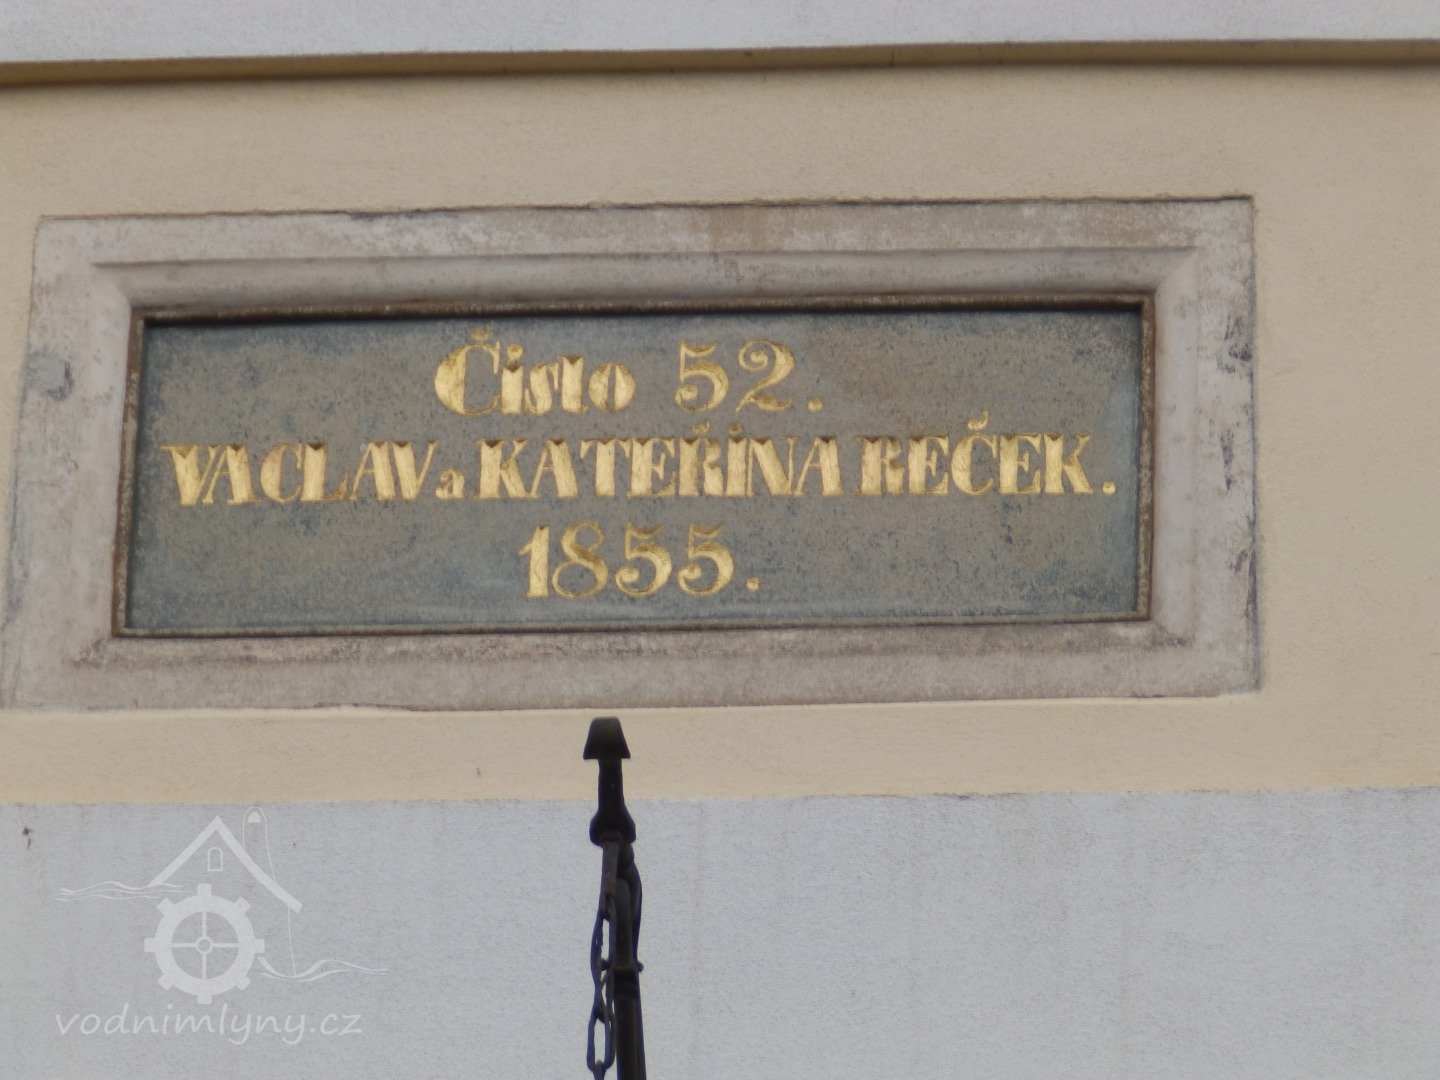 Čislo 52.
VACLAV a KATEŘINA REČEK.
1855.
vodnimlyny.cz